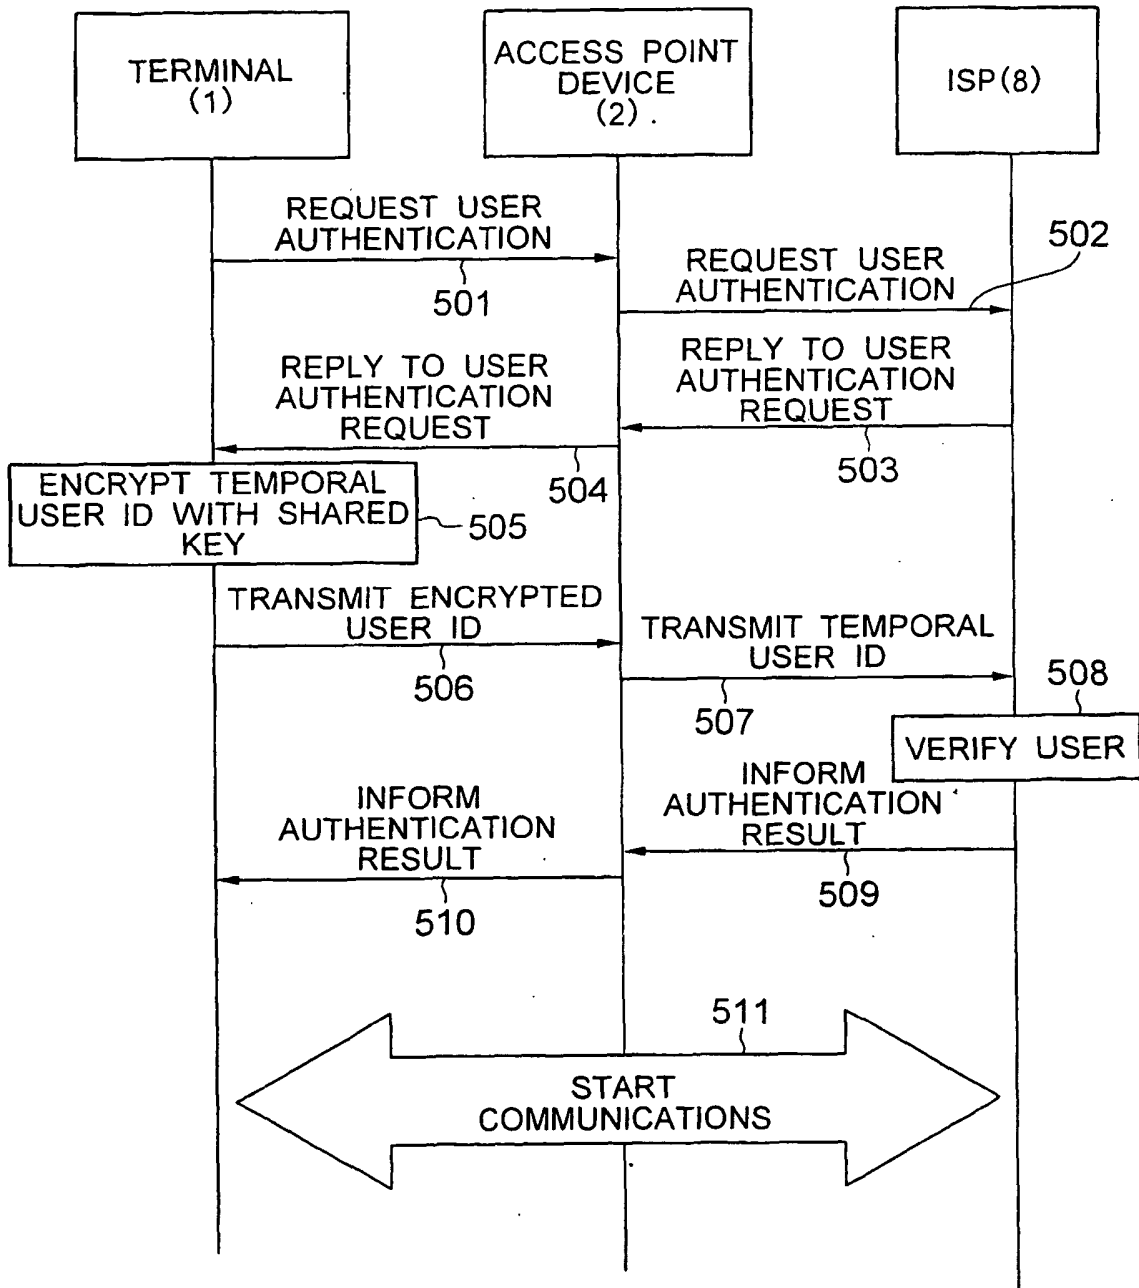 TERMINAL
(1)
ACCESS POINT
DEVICE
(2)
ISP(8)
REQUEST USER
AUTHENTICATION
501
502
REQUEST USER
AUTHENTICATION
REPLY TO USER
AUTHENTICATION
REQUEST
503
REPLY TO USER
AUTHENTICATION
REQUEST
504
ENCRYPT TEMPORAL
USER ID WITH SHARED
KEY
505
TRANSMIT ENCRYPTED
USER ID
506
TRANSMIT TEMPORAL
USER ID
507
508
VERIFY USER
INFORM
AUTHENTICATION
RESULT
509
INFORM
AUTHENTICATION
RESULT
510
511
START
COMMUNICATIONS